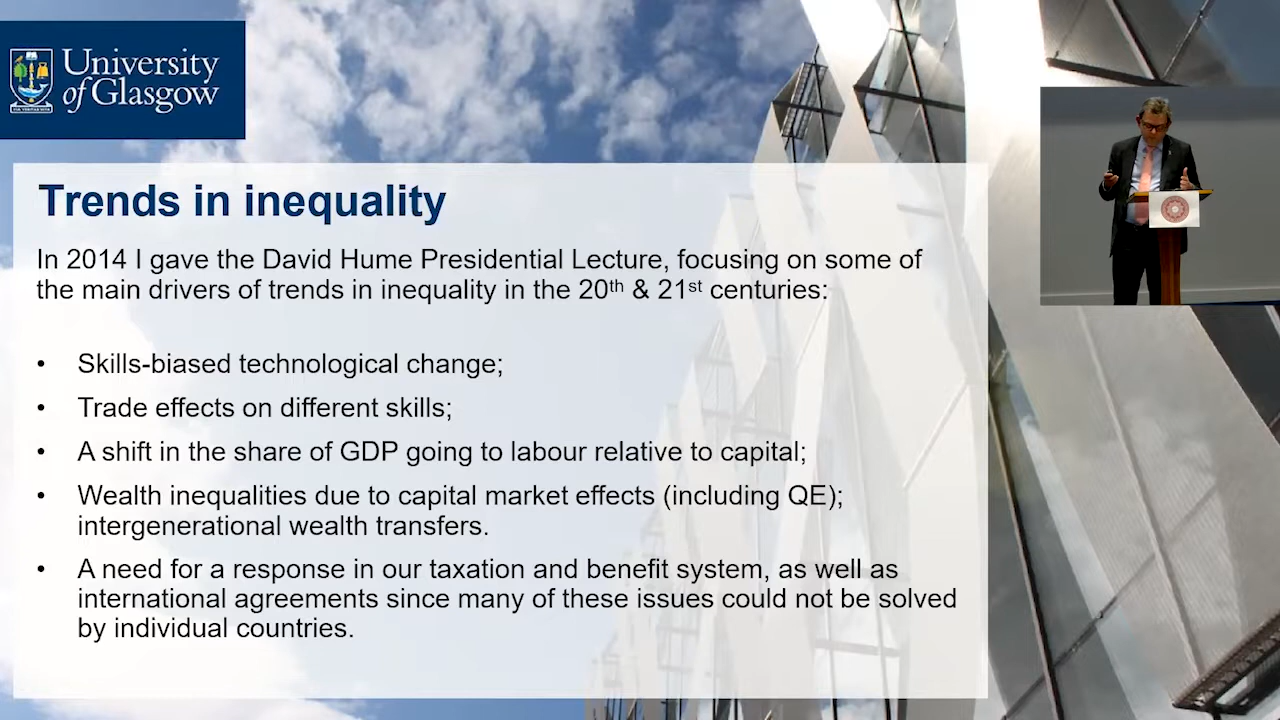 University
of Glasgow
Trends in inequality
In 2014 I gave the David Hume Presidential Lecture, focusing on some of
the main drivers of trends in inequality in the 20th & 21st centuries:
• Skills-biased technological change;
• Trade effects on different skills;
• A shift in the share of GDP going to labour relative to capital;
• Wealth inequalities due to capital market effects (including QE);
intergenerational wealth transfers.
• A need for a response in our taxation and benefit system, as well as
international agreements since many of these issues could not be solved
by individual countries.